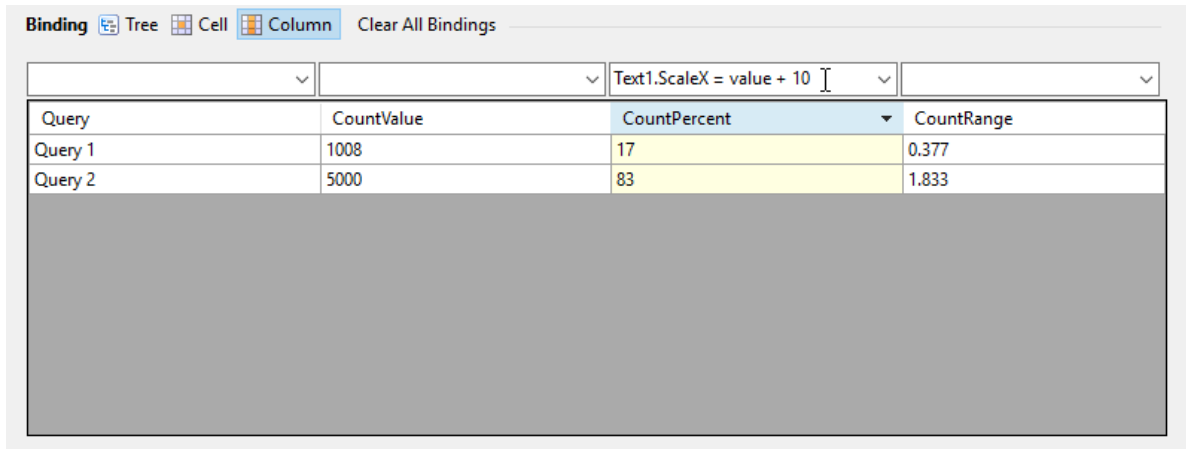 Binding Tree Cell Column Clear All Bindings
Text1.ScaleX = value + 10
Query CountValue CountPercent CountRange
Query 1 1008 17 0.377
Query 2 5000 83 1.833